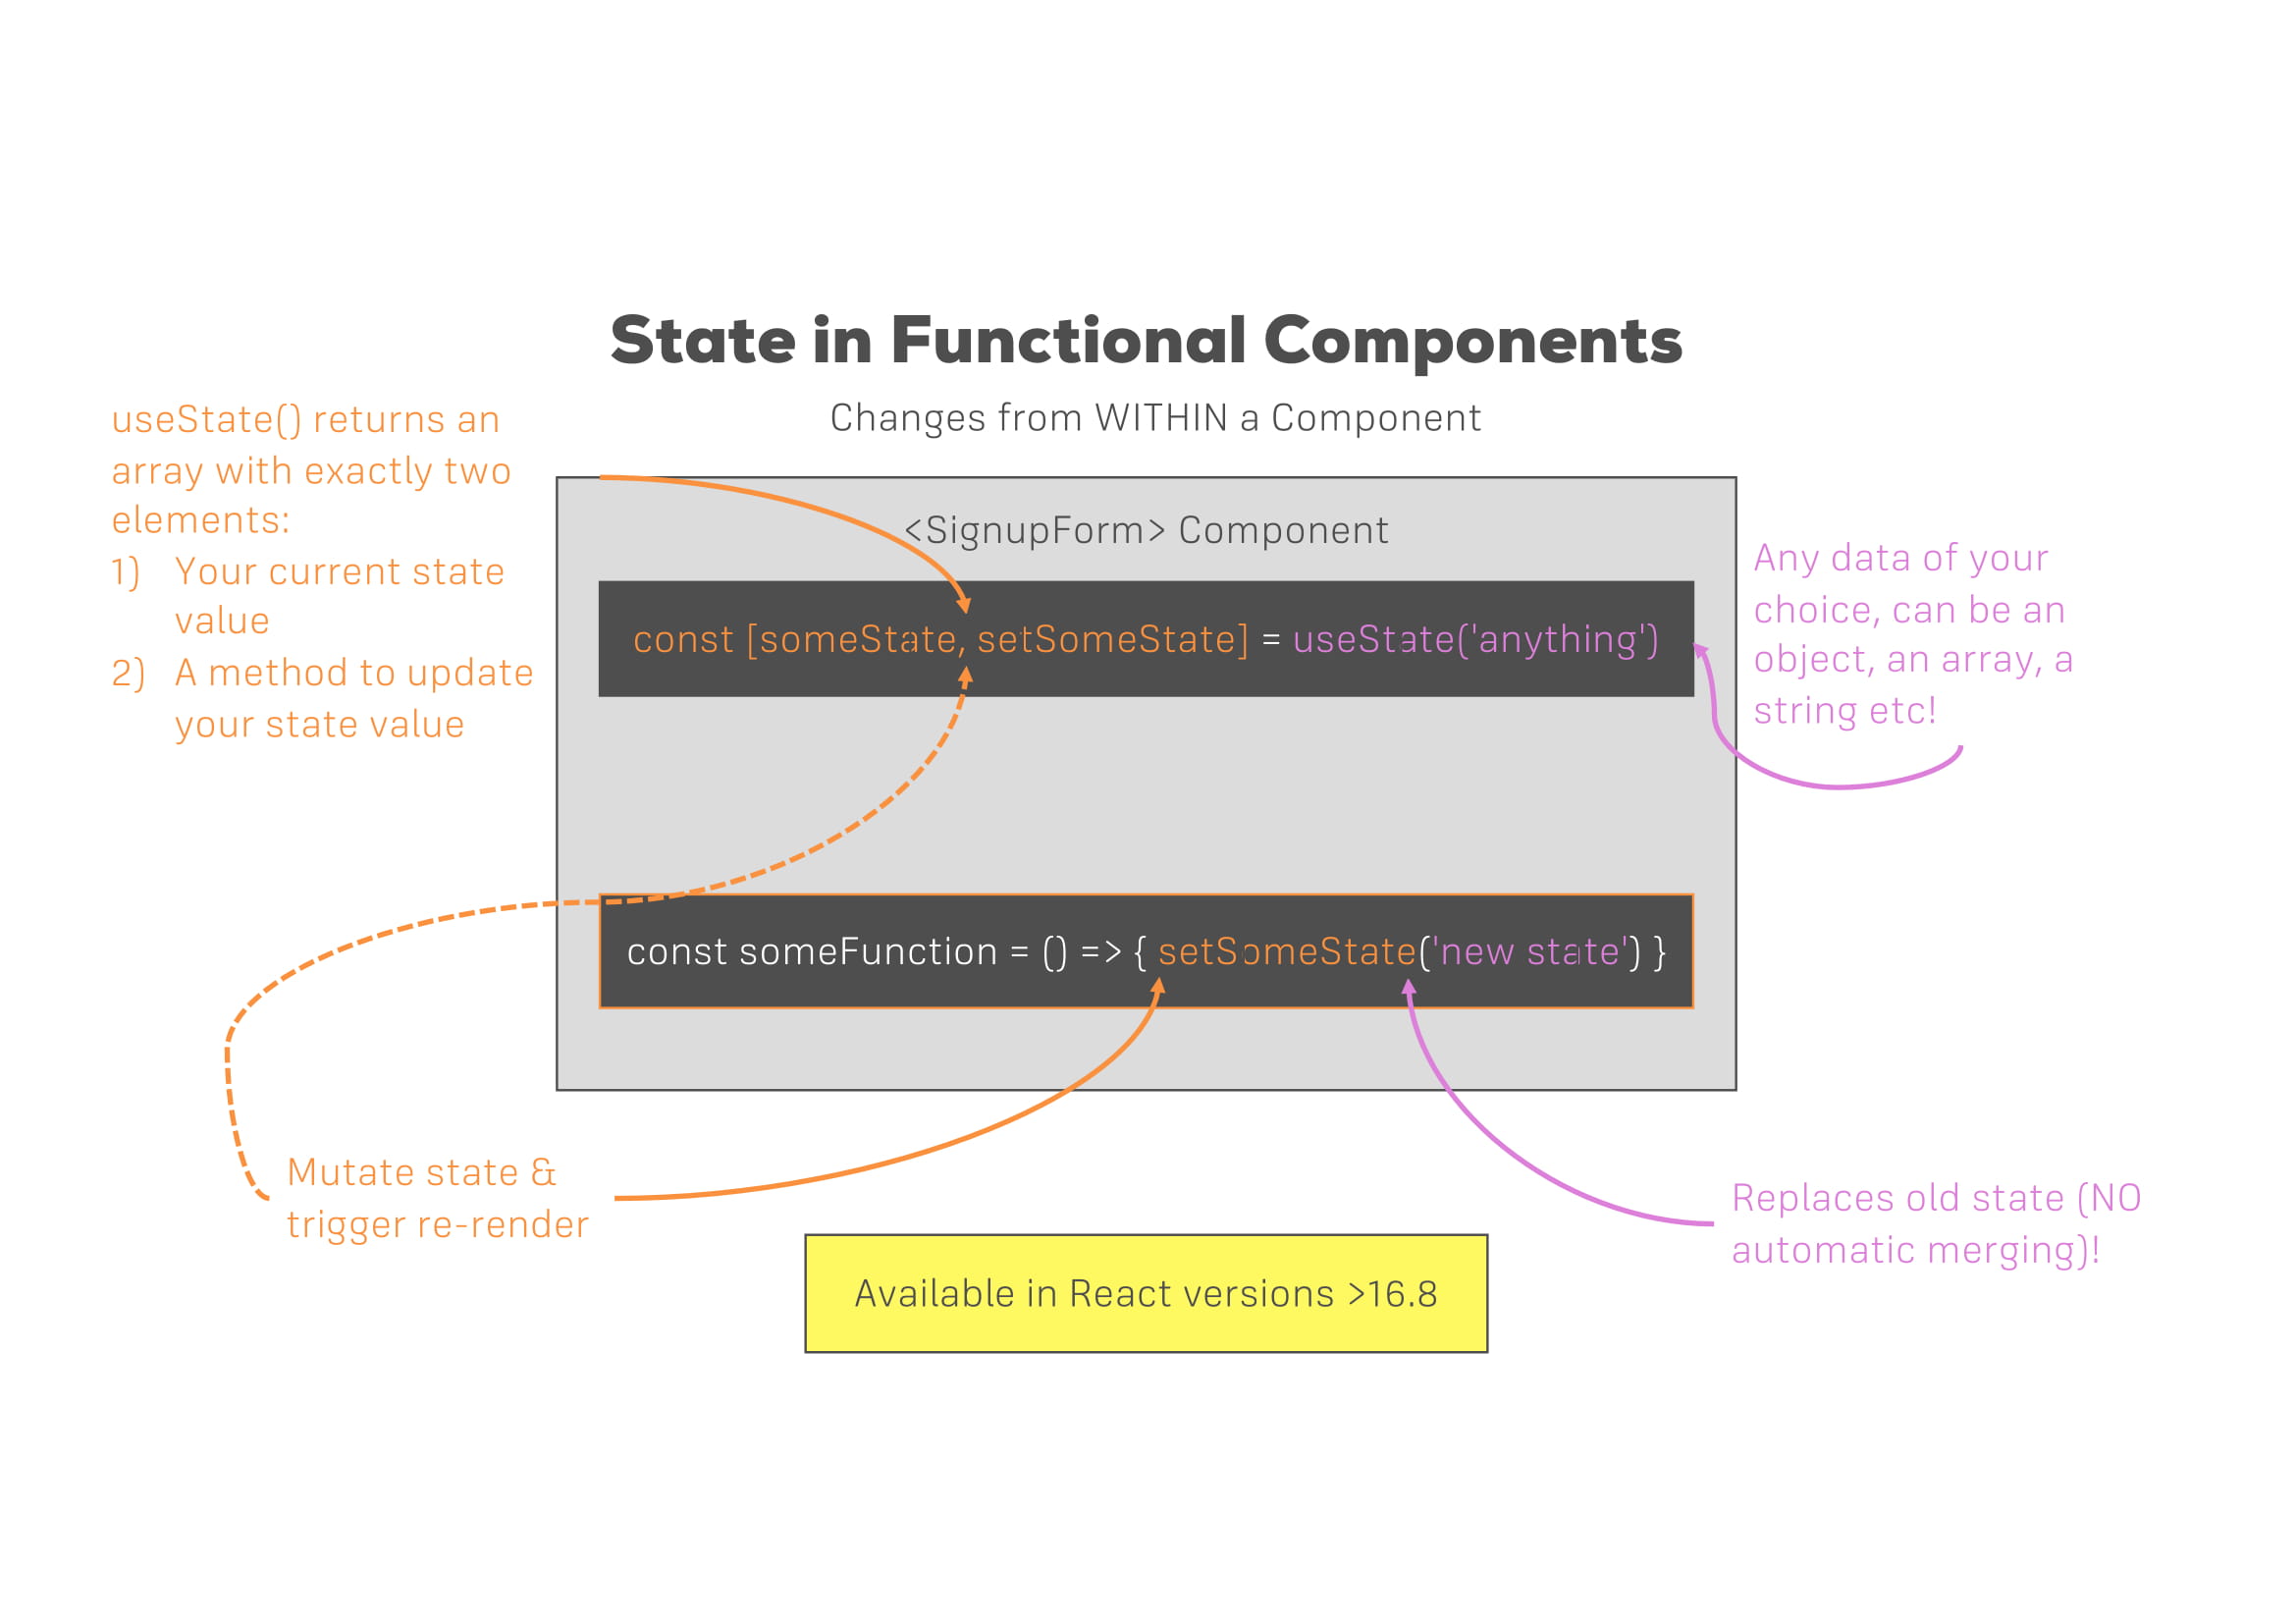 State in Functional Components
Changes from WITHIN a Component
useState() returns an
array with exactly two
elements:
1) Your current state
value
2) A method to update
your state value
<SignupForm> Component
const [someState, setSomeState] = useState('anything')
Any data of your
choice, can be an
object, an array, a
string etc!
const someFunction = () => { setSomeState('new state') }
Mutate state &
trigger re-render
Replaces old state (NO
automatic merging)!
Available in React versions >16.8